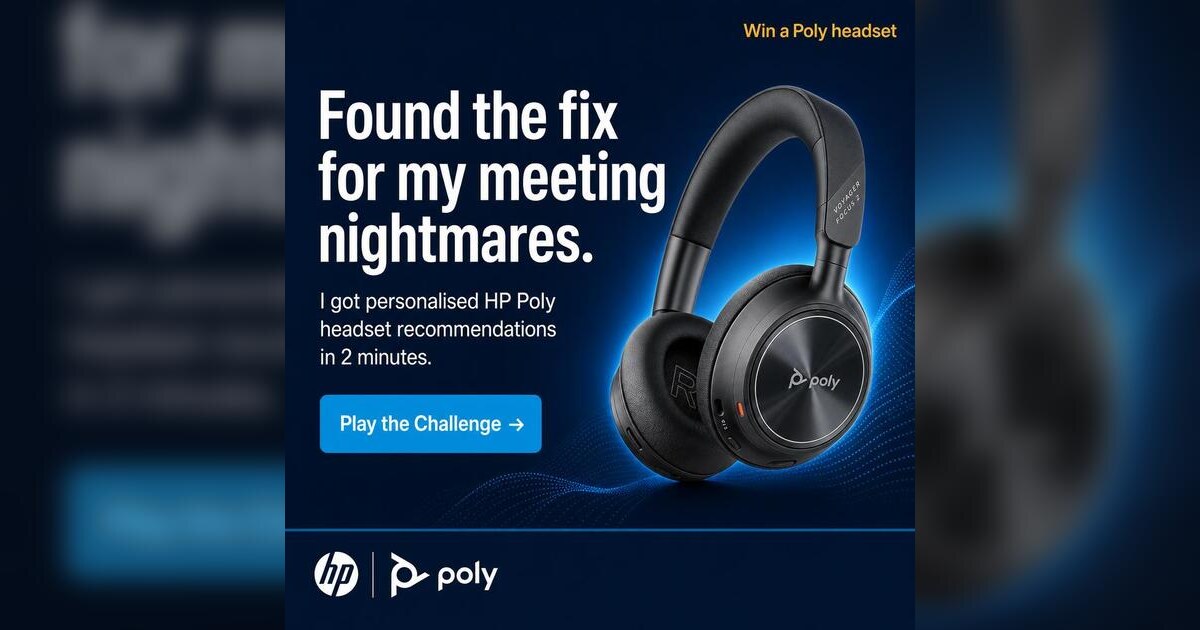 Win a Poly headset
Found the fix
for my meeting
nightmares.
I got personalised HP Poly
headset recommendations
in 2 minutes.
Play the Challenge →
VOYAGER
FOCUS 2
R
poly
hp
poly